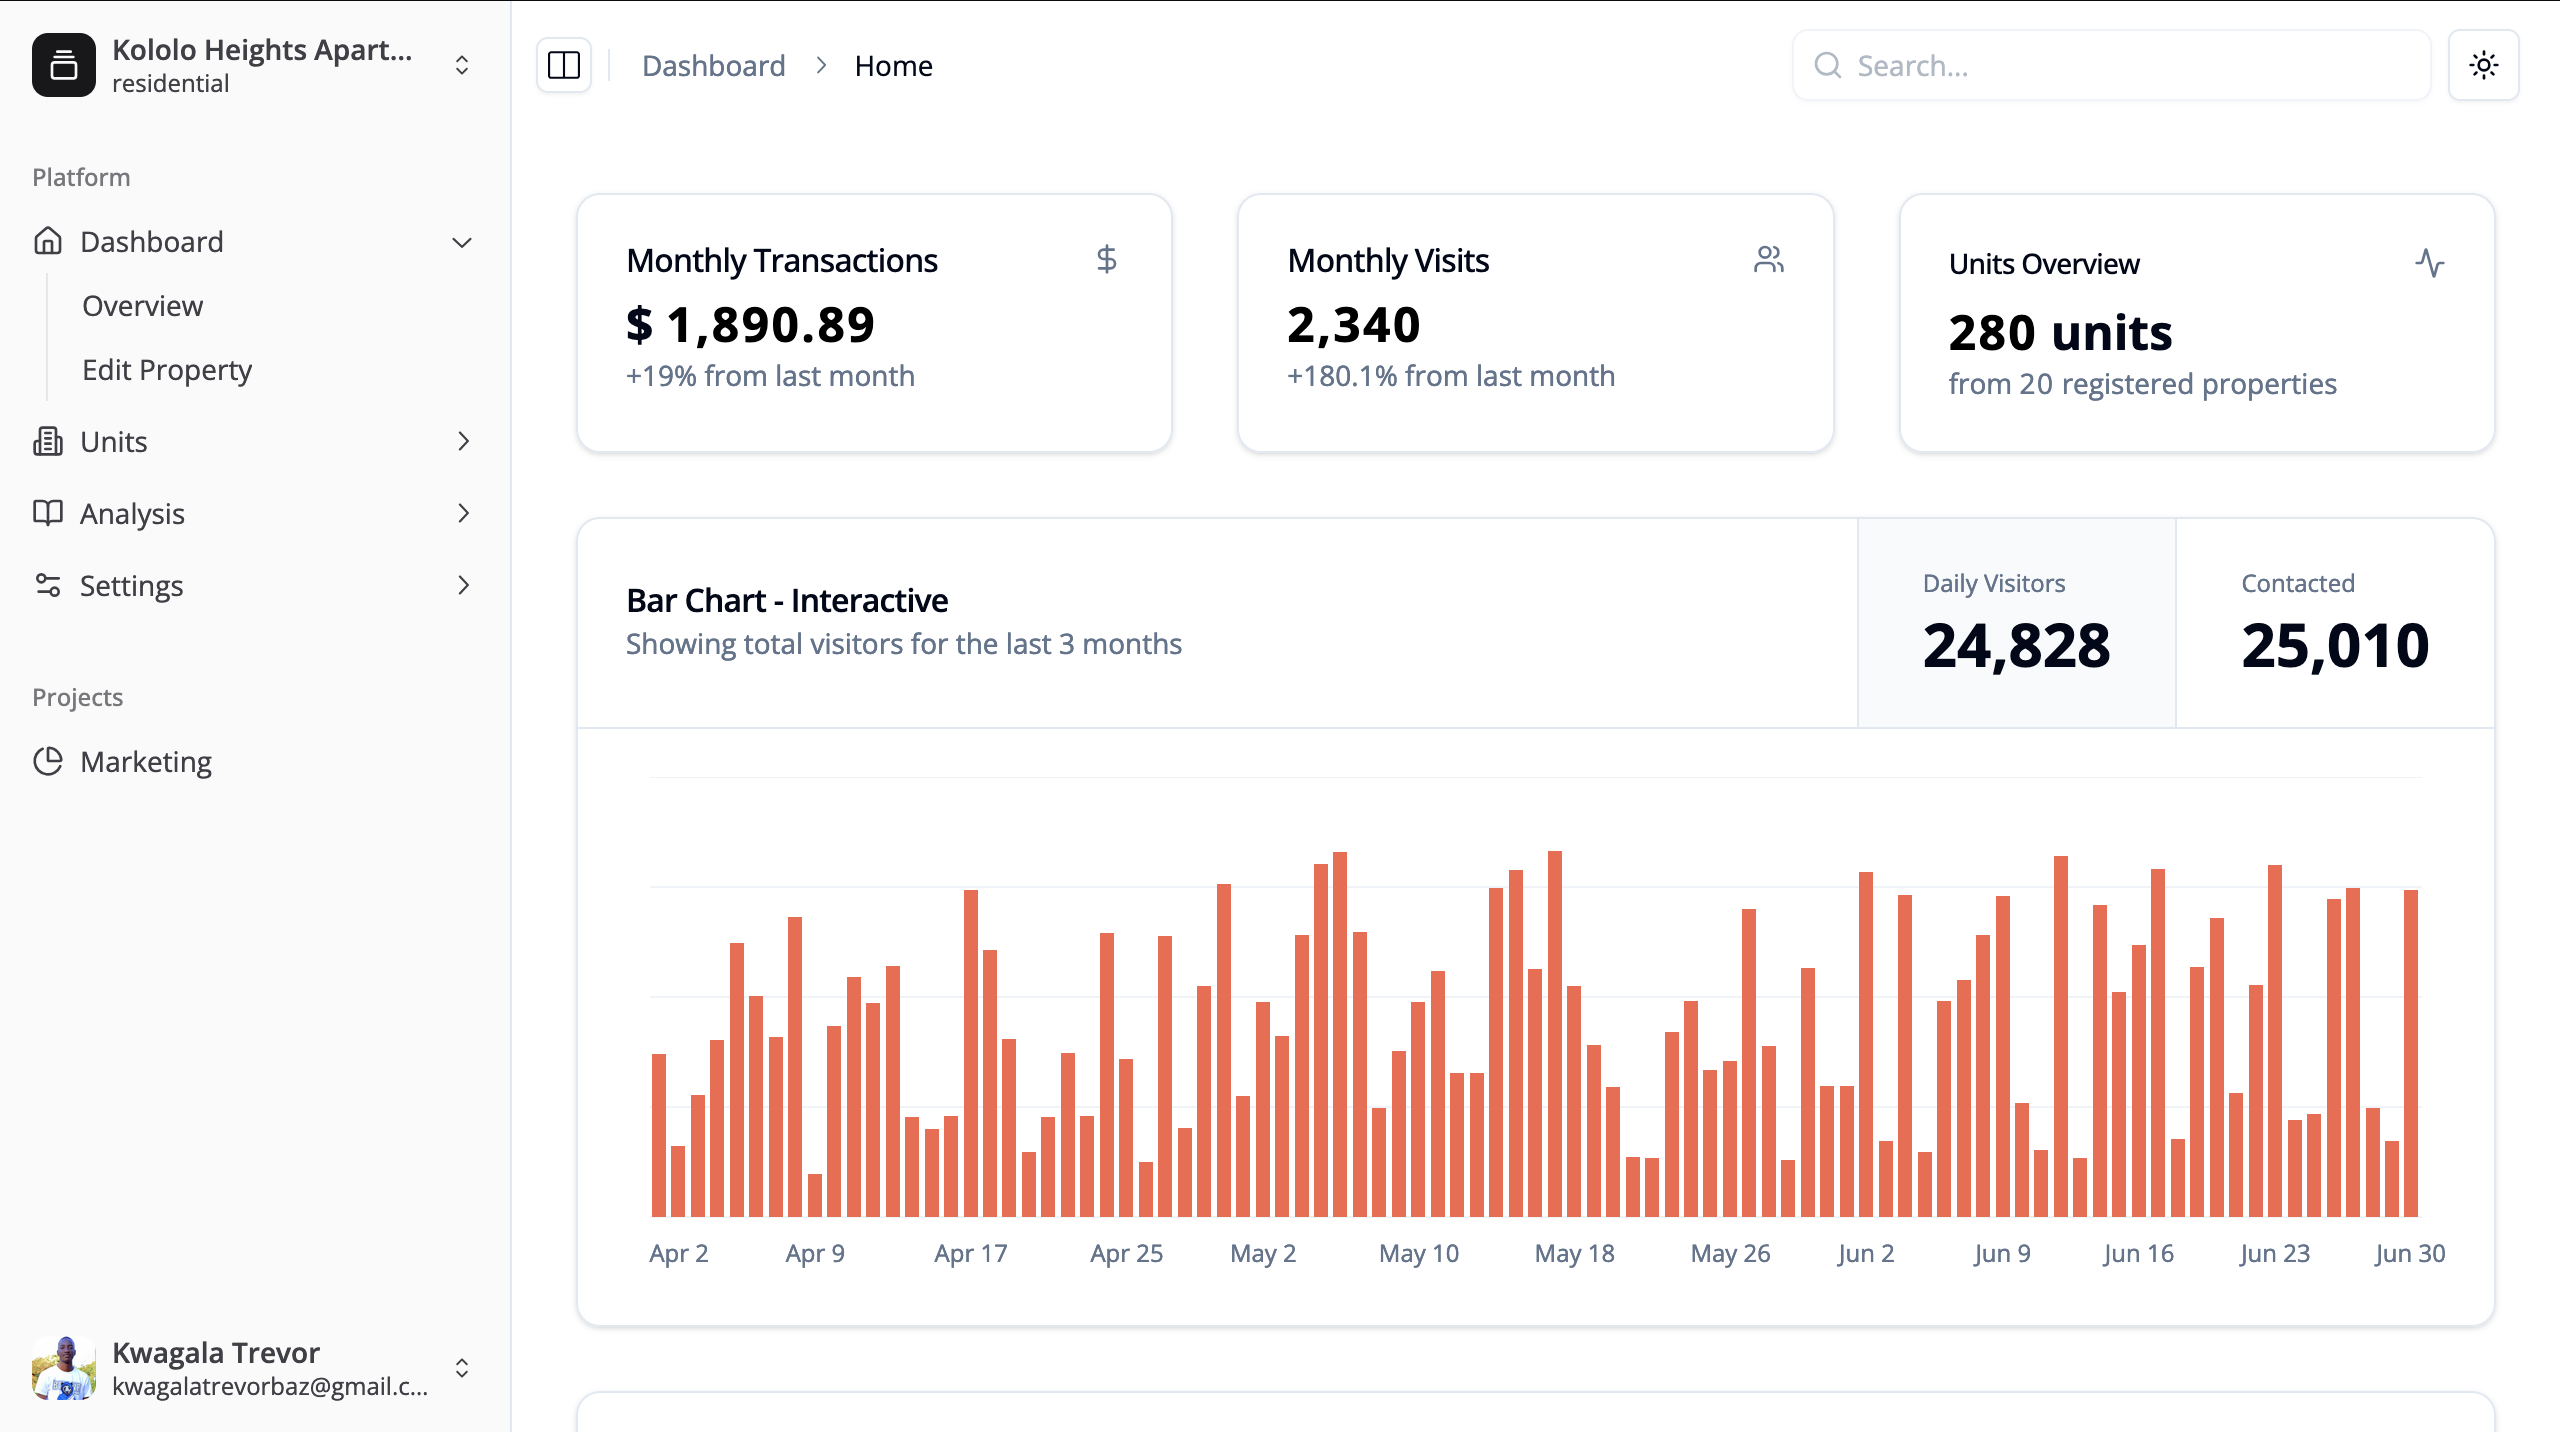 Kololo Heights Apart...
residential
Platform
Dashboard
Overview
Edit Property
Units
Analysis
Settings
Projects
Marketing
Kwagala Trevor
kwagalatrevorbaz@gmail.c...
Dashboard > Home
Search...
Monthly Transactions
$ 1,890.89
+19% from last month
Monthly Visits
2,340
+180.1% from last month
Units Overview
280 units
from 20 registered properties
Bar Chart - Interactive
Showing total visitors for the last 3 months
Daily Visitors
24,828
Contacted
25,010
Apr 2 Apr 9 Apr 17 Apr 25 May 2 May 10 May 18 May 26 Jun 2 Jun 9 Jun 16 Jun 23 Jun 30